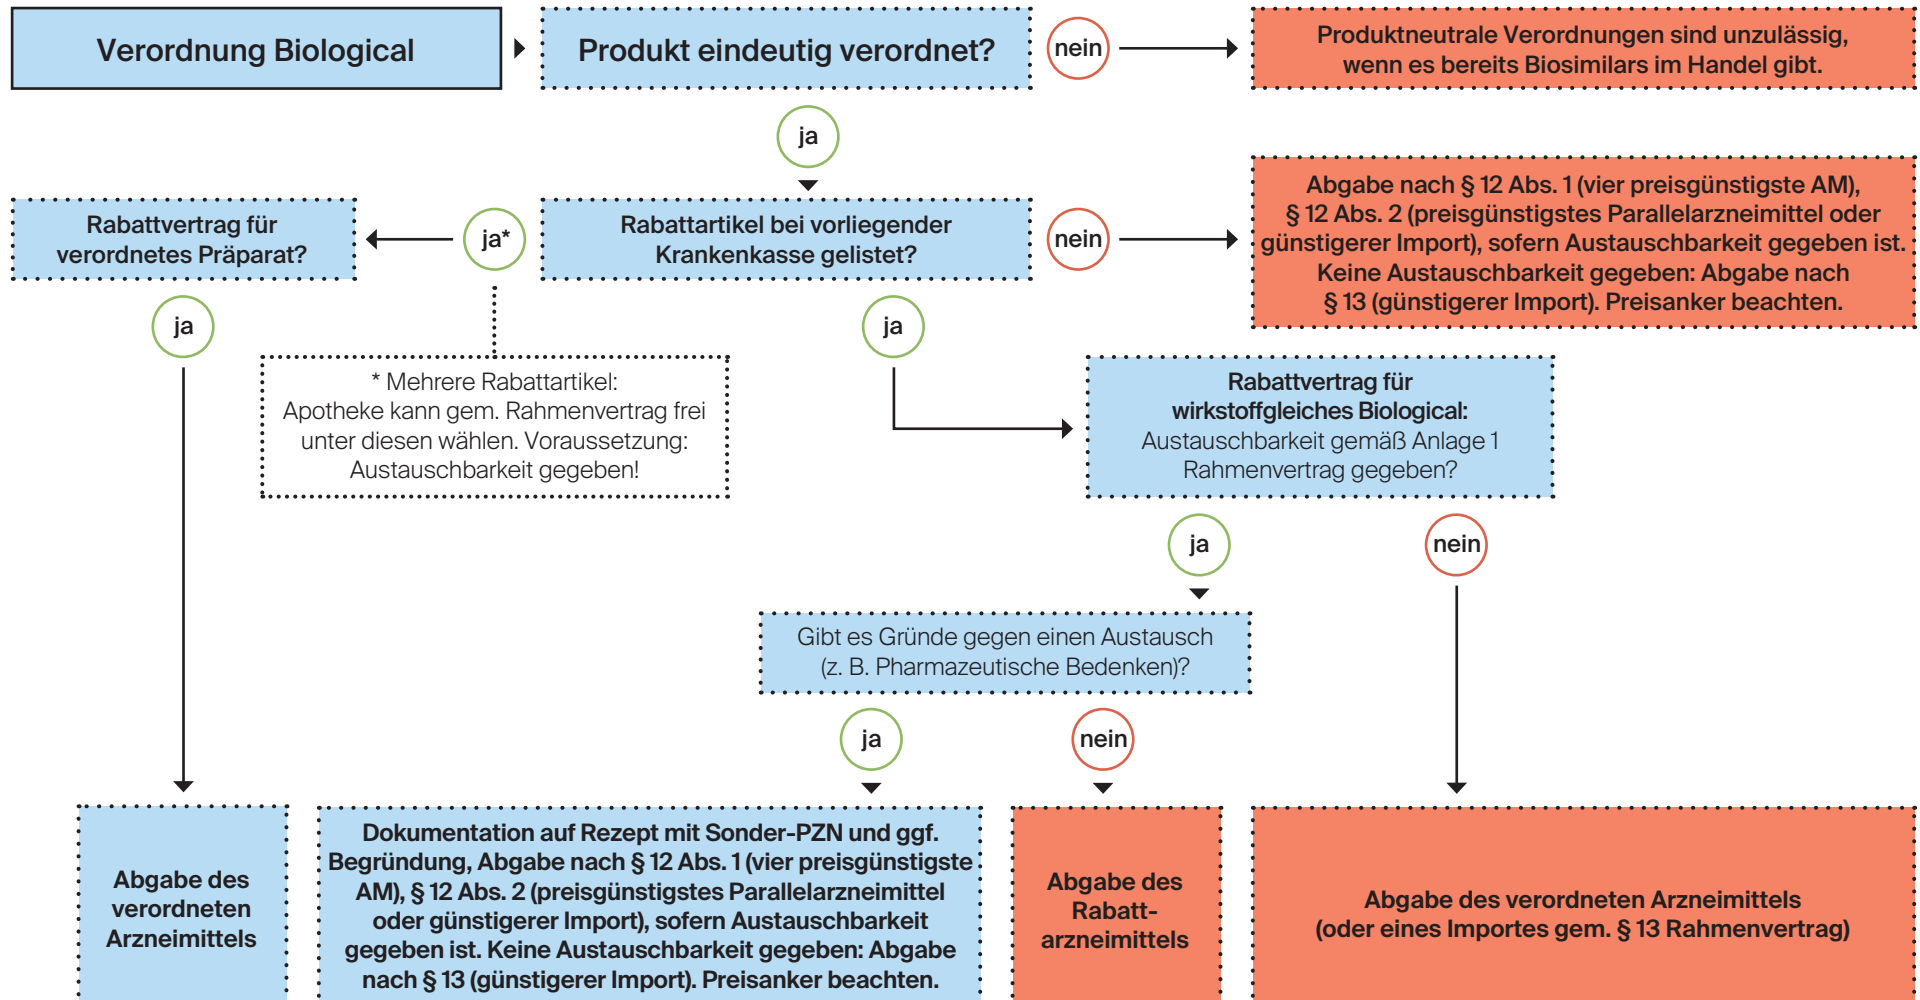 Verordnung Biological
Produkt eindeutig verordnet?
nein
Produktneutrale Verordnungen sind unzulässig,
wenn es bereits Biosimilars im Handel gibt.
ja
Rabattvertrag für
verordnetes Präparat?
ja*
Rabattartikel bei vorliegender
Krankenkasse gelistet?
nein
Abgabe nach § 12 Abs. 1 (vier preisgünstigste AM),
§ 12 Abs. 2 (preisgünstigstes Parallelarzneimittel oder
günstigerer Import), sofern Austauschbarkeit gegeben ist.
Keine Austauschbarkeit gegeben: Abgabe nach
§ 13 (günstigerer Import). Preisanker beachten.
ja
ja
* Mehrere Rabattartikel:
Apotheke kann gem. Rahmenvertrag frei
unter diesen wählen. Voraussetzung:
Austauschbarkeit gegeben!
Rabattvertrag für
wirkstoffgleiches Biological:
Austauschbarkeit gemäß Anlage 1
Rahmenvertrag gegeben?
ja
nein
Gibt es Gründe gegen einen Austausch
(z. B. Pharmazeutische Bedenken)?
ja
nein
Abgabe des
verordneten
Arzneimittels
Dokumentation auf Rezept mit Sonder-PZN und ggf.
Begründung, Abgabe nach § 12 Abs. 1 (vier preisgünstigste
AM), § 12 Abs. 2 (preisgünstigstes Parallelarzneimittel
oder günstigerer Import), sofern Austauschbarkeit
gegeben ist. Keine Austauschbarkeit gegeben: Abgabe
nach § 13 (günstigerer Import). Preisanker beachten.
Abgabe des
Rabatt-
arzneimittels
Abgabe des verordneten Arzneimittels
(oder eines Importes gem. § 13 Rahmenvertrag)